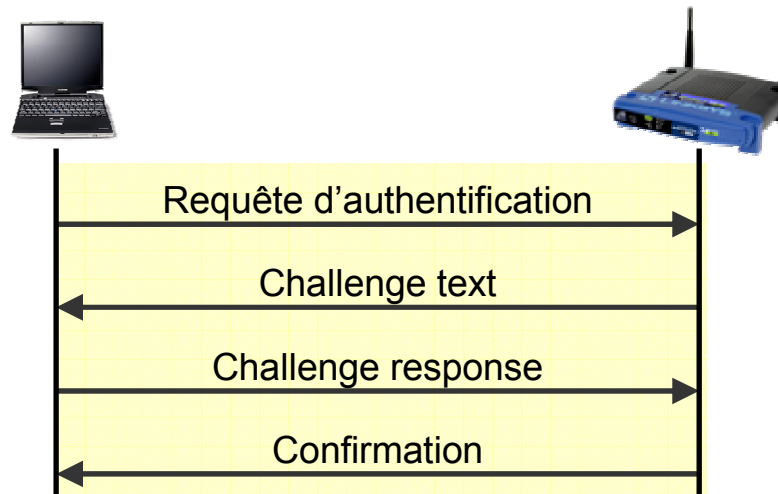 Requête d’authentification
Challenge text
Challenge response
Confirmation